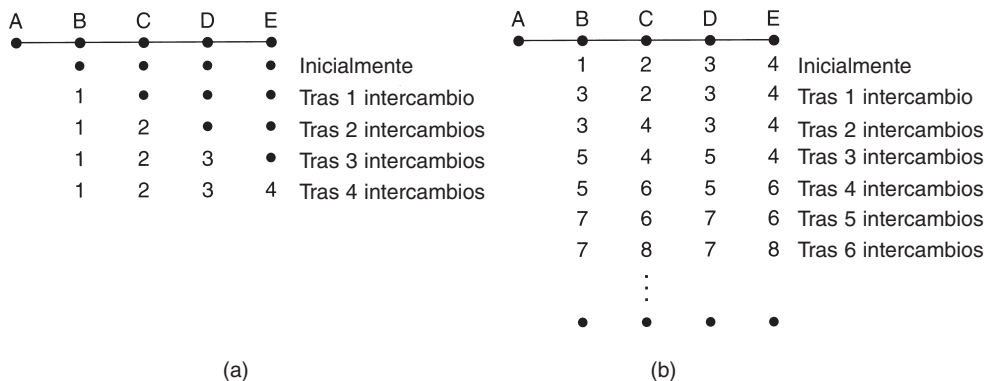 A B C D E
Inicialmente
1 Tras 1 intercambio
1 2 Tras 2 intercambios
1 2 3 Tras 3 intercambios
1 2 3 4 Tras 4 intercambios
(a)
A B C D E
1 2 3 4 Inicialmente
3 2 3 4 Tras 1 intercambio
3 4 3 4 Tras 2 intercambios
5 4 5 4 Tras 3 intercambios
5 6 5 6 Tras 4 intercambios
7 6 7 6 Tras 5 intercambios
7 8 7 8 Tras 6 intercambios
(b)